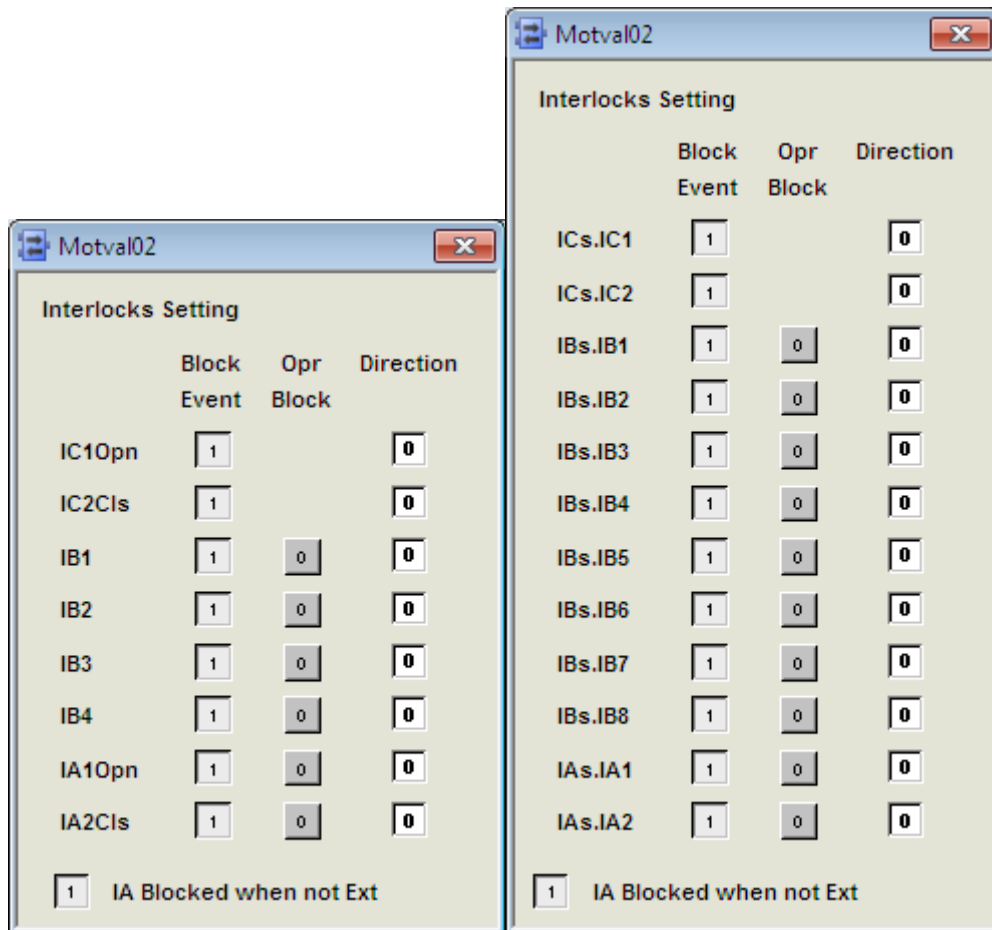 Motval02
Interlocks Setting
Block Opr Direction
Event Block
IC1Opn 1 0
IC2Cls 1 0
IB1 1 0 0
IB2 1 0 0
IB3 1 0 0
IB4 1 0 0
IA1Opn 1 0 0
IA2Cls 1 0 0
1 IA Blocked when not Ext
Motval02
Interlocks Setting
Block Opr Direction
Event Block
ICs.IC1 1 0
ICs.IC2 1 0
IBs.IB1 1 0 0
IBs.IB2 1 0 0
IBs.IB3 1 0 0
IBs.IB4 1 0 0
IBs.IB5 1 0 0
IBs.IB6 1 0 0
IBs.IB7 1 0 0
IBs.IB8 1 0 0
IAs.IA1 1 0 0
IAs.IA2 1 0 0
1 IA Blocked when not Ext